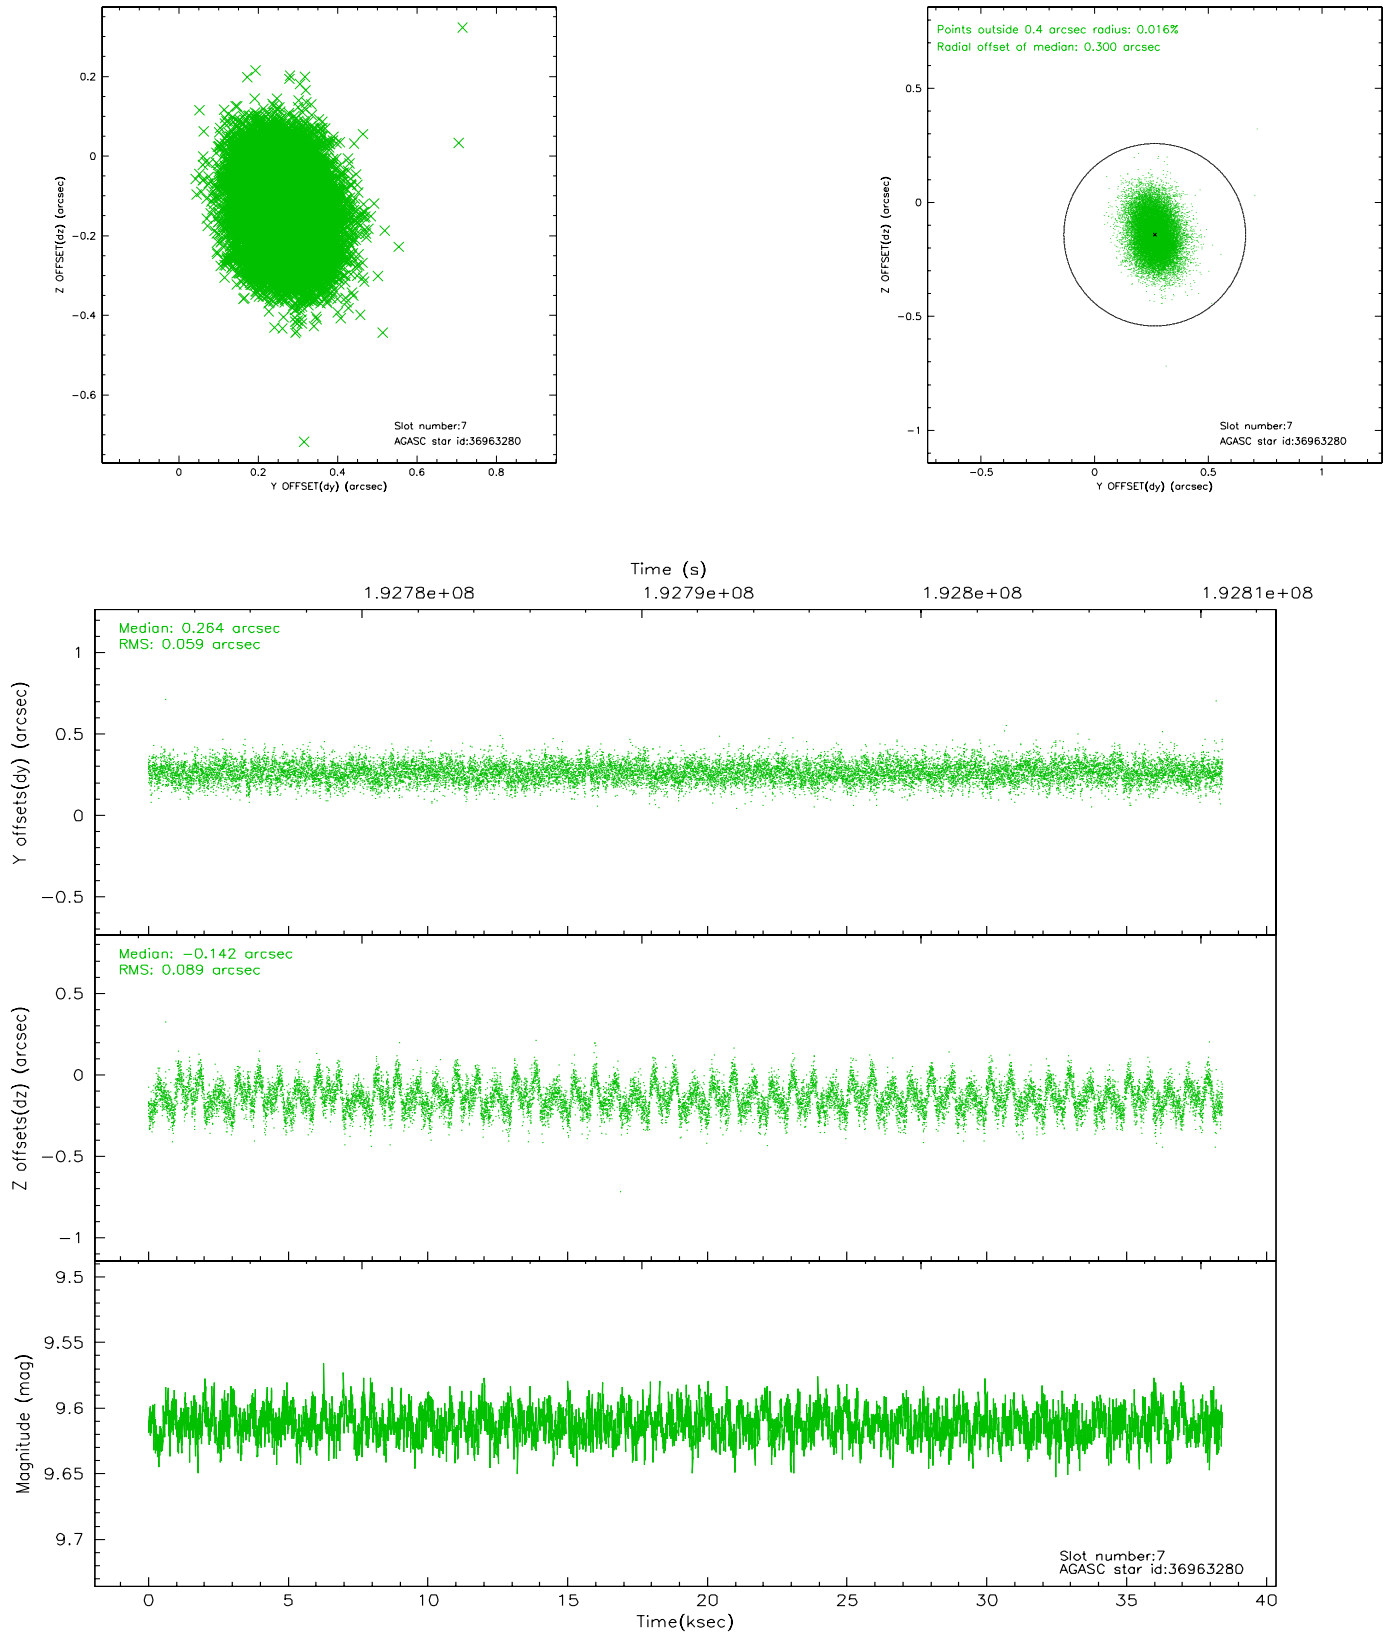 0.2
0
−0.2
−0.4
−0.6
Z OFFSET(dz) (arcsec)
Slot number:7
AGASC star id:36963280
0 0.2 0.4 0.6 0.8
Y OFFSET(dy) (arcsec)
Points outside 0.4 arcsec radius: 0.016%
Radial offset of median: 0.300 arcsec
0.5
0
−0.5
−1
Z OFFSET(dz) (arcsec)
Slot number:7
AGASC star id:36963280
−0.5 0 0.5 1
Y OFFSET(dy) (arcsec)
Time (s)
1.9278e+08 1.9279e+08 1.928e+08 1.9281e+08
Median: 0.264 arcsec
RMS: 0.059 arcsec
1
0.5
0
−0.5
Y offsets(dy) (arcsec)
Median: −0.142 arcsec
RMS: 0.089 arcsec
0.5
0
−0.5
−1
Z offsets(dz) (arcsec)
9.5
9.55
9.6
9.65
9.7
Magnitude (mag)
Slot number:7
AGASC star id:36963280
0 5 10 15 20 25 30 35 40
Time(ksec)